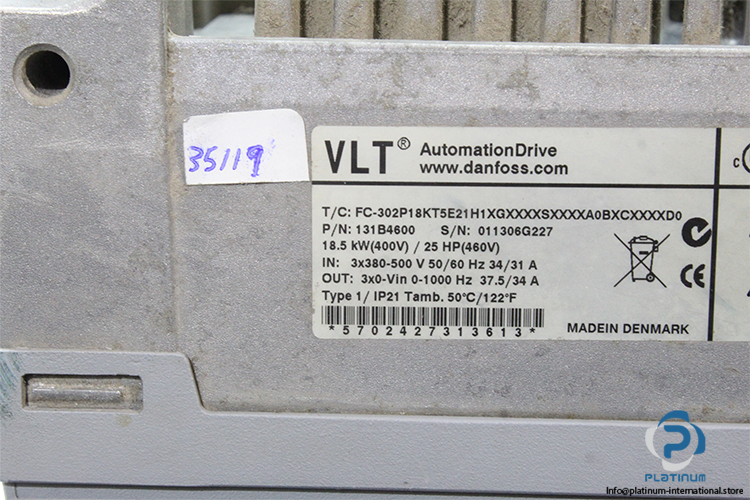 35119
VLT® AutomationDrive
www.danfoss.com
T/C: FC-302P18KT5E21H1XGXXXXSXXXXA0BXCXXXXD0
P/N: 131B4600 S/N: 011306G227
18.5 kW(400V) / 25 HP(460V)
IN: 3x380-500 V 50/60 Hz 34/31 A
OUT: 3x0-Vin 0-1000 Hz 37.5/34 A
Type 1/ IP21 Tamb. 50°C/122°F
*5702427313613*
MADEIN DENMARK
CE
c
PLATINUM
Info@platinum-international.store